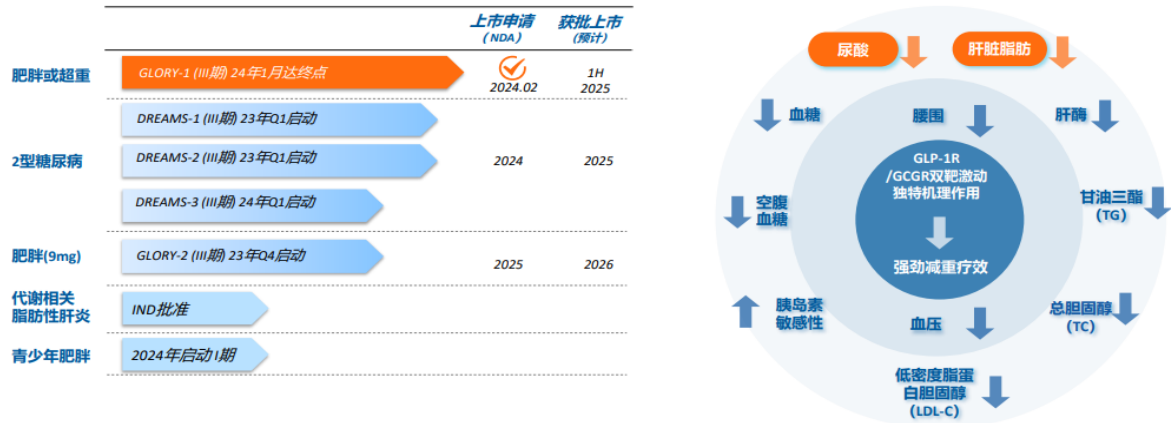 上市申请
(NDA)
获批上市
(预计)
肥胖或超重
GLORY-1 (III期) 24年1月达终点
2024.02
1H
2025
DREAMS-1 (III期) 23年Q1启动
2型糖尿病
DREAMS-2 (III期) 23年Q1启动
2024
2025
DREAMS-3 (III期) 24年Q1启动
肥胖(9mg)
GLORY-2 (III期) 23年Q4启动
2025
2026
代谢相关
脂肪性肝炎
IND批准
青少年肥胖
2024年启动 I期
尿酸
肝脏脂肪
血糖
腰围
肝酶
GLP-1R
/GCGR双靶激动
独特机理作用
空腹
血糖
甘油三酯
(TG)
强劲减重疗效
胰岛素
敏感性
血压
总胆固醇
(TC)
低密度脂蛋
白胆固醇
(LDL-C)